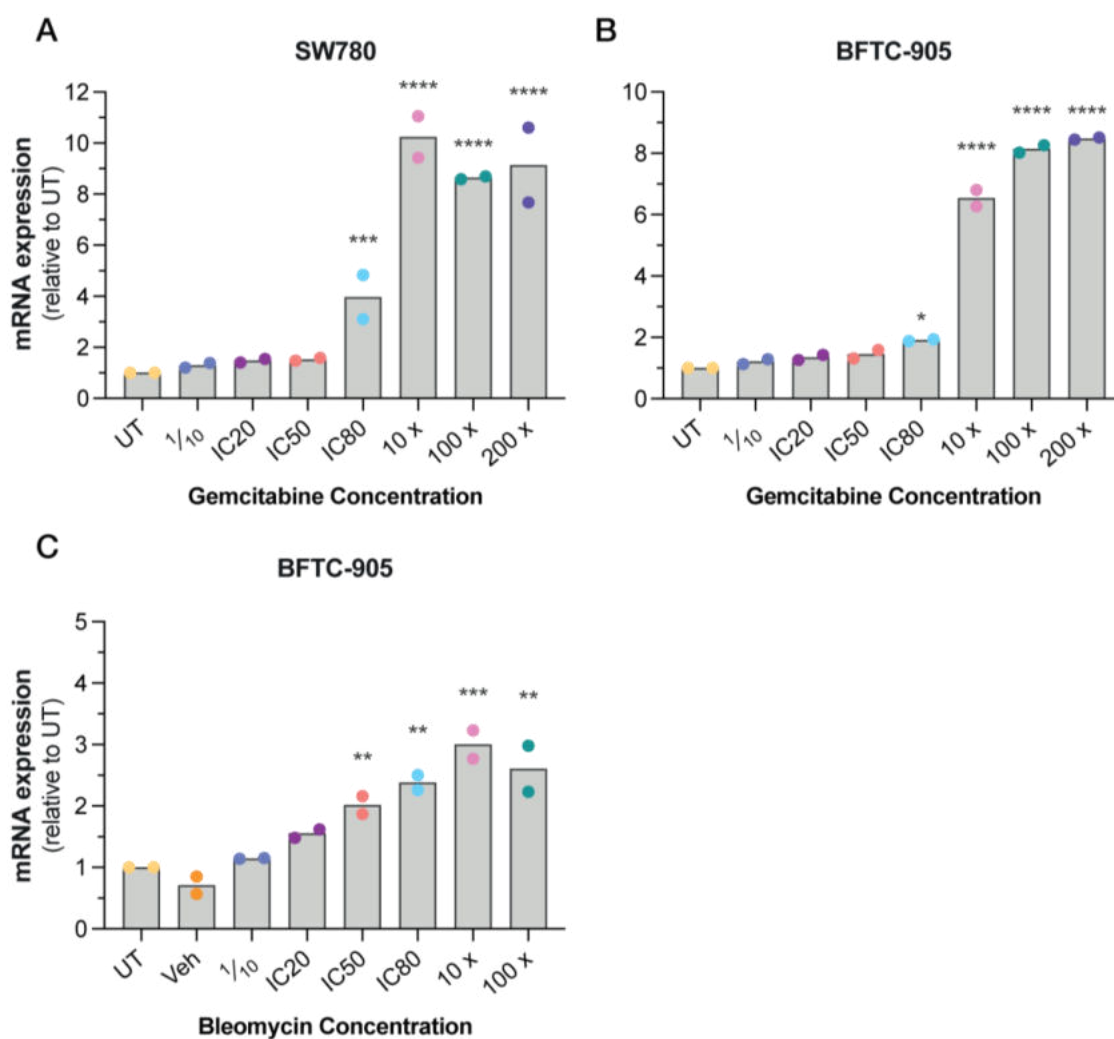 A
SW780
mRNA expression
(relative to UT)
12
10
8
6
4
2
0
***
****
****
****
UT
1/10
IC20
IC50
IC80
10 x
100 x
200 x
Gemcitabine Concentration
B
BFTC-905
10
8
6
4
2
0
*
****
****
****
UT
1/10
IC20
IC50
IC80
10 x
100 x
200 x
Gemcitabine Concentration
C
BFTC-905
mRNA expression
(relative to UT)
5
4
3
2
1
0
**
**
***
**
UT
Veh
1/10
IC20
IC50
IC80
10 x
100 x
Bleomycin Concentration